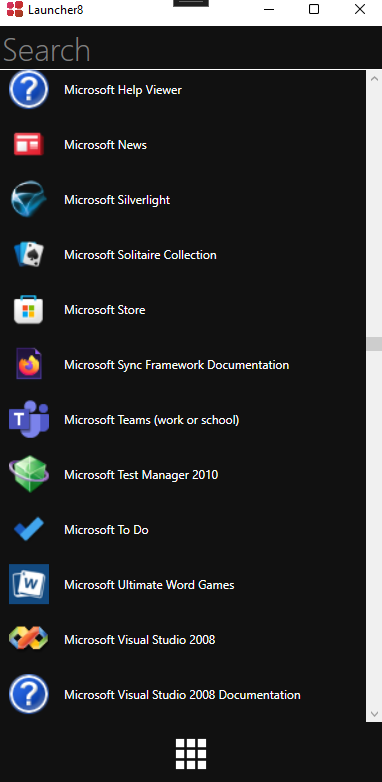 Launcher8
Search
Microsoft Help Viewer
Microsoft News
Microsoft Silverlight
Microsoft Solitaire Collection
Microsoft Store
Microsoft Sync Framework Documentation
Microsoft Teams (work or school)
Microsoft Test Manager 2010
Microsoft To Do
Microsoft Ultimate Word Games
Microsoft Visual Studio 2008
Microsoft Visual Studio 2008 Documentation